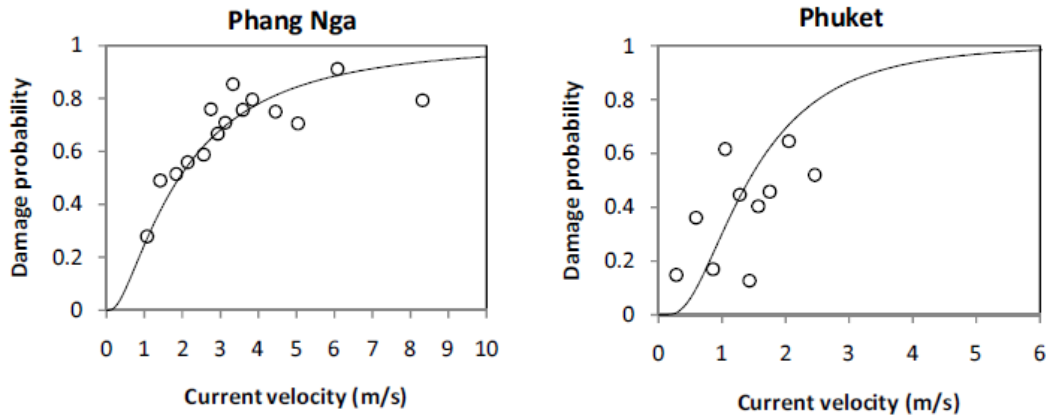 Phang Nga
Damage probability
1
0.8
0.6
0.4
0.2
0
0 1 2 3 4 5 6 7 8 9 10
Current velocity (m/s)
Phuket
Damage probability
1
0.8
0.6
0.4
0.2
0
0 1 2 3 4 5 6
Current velocity (m/s)